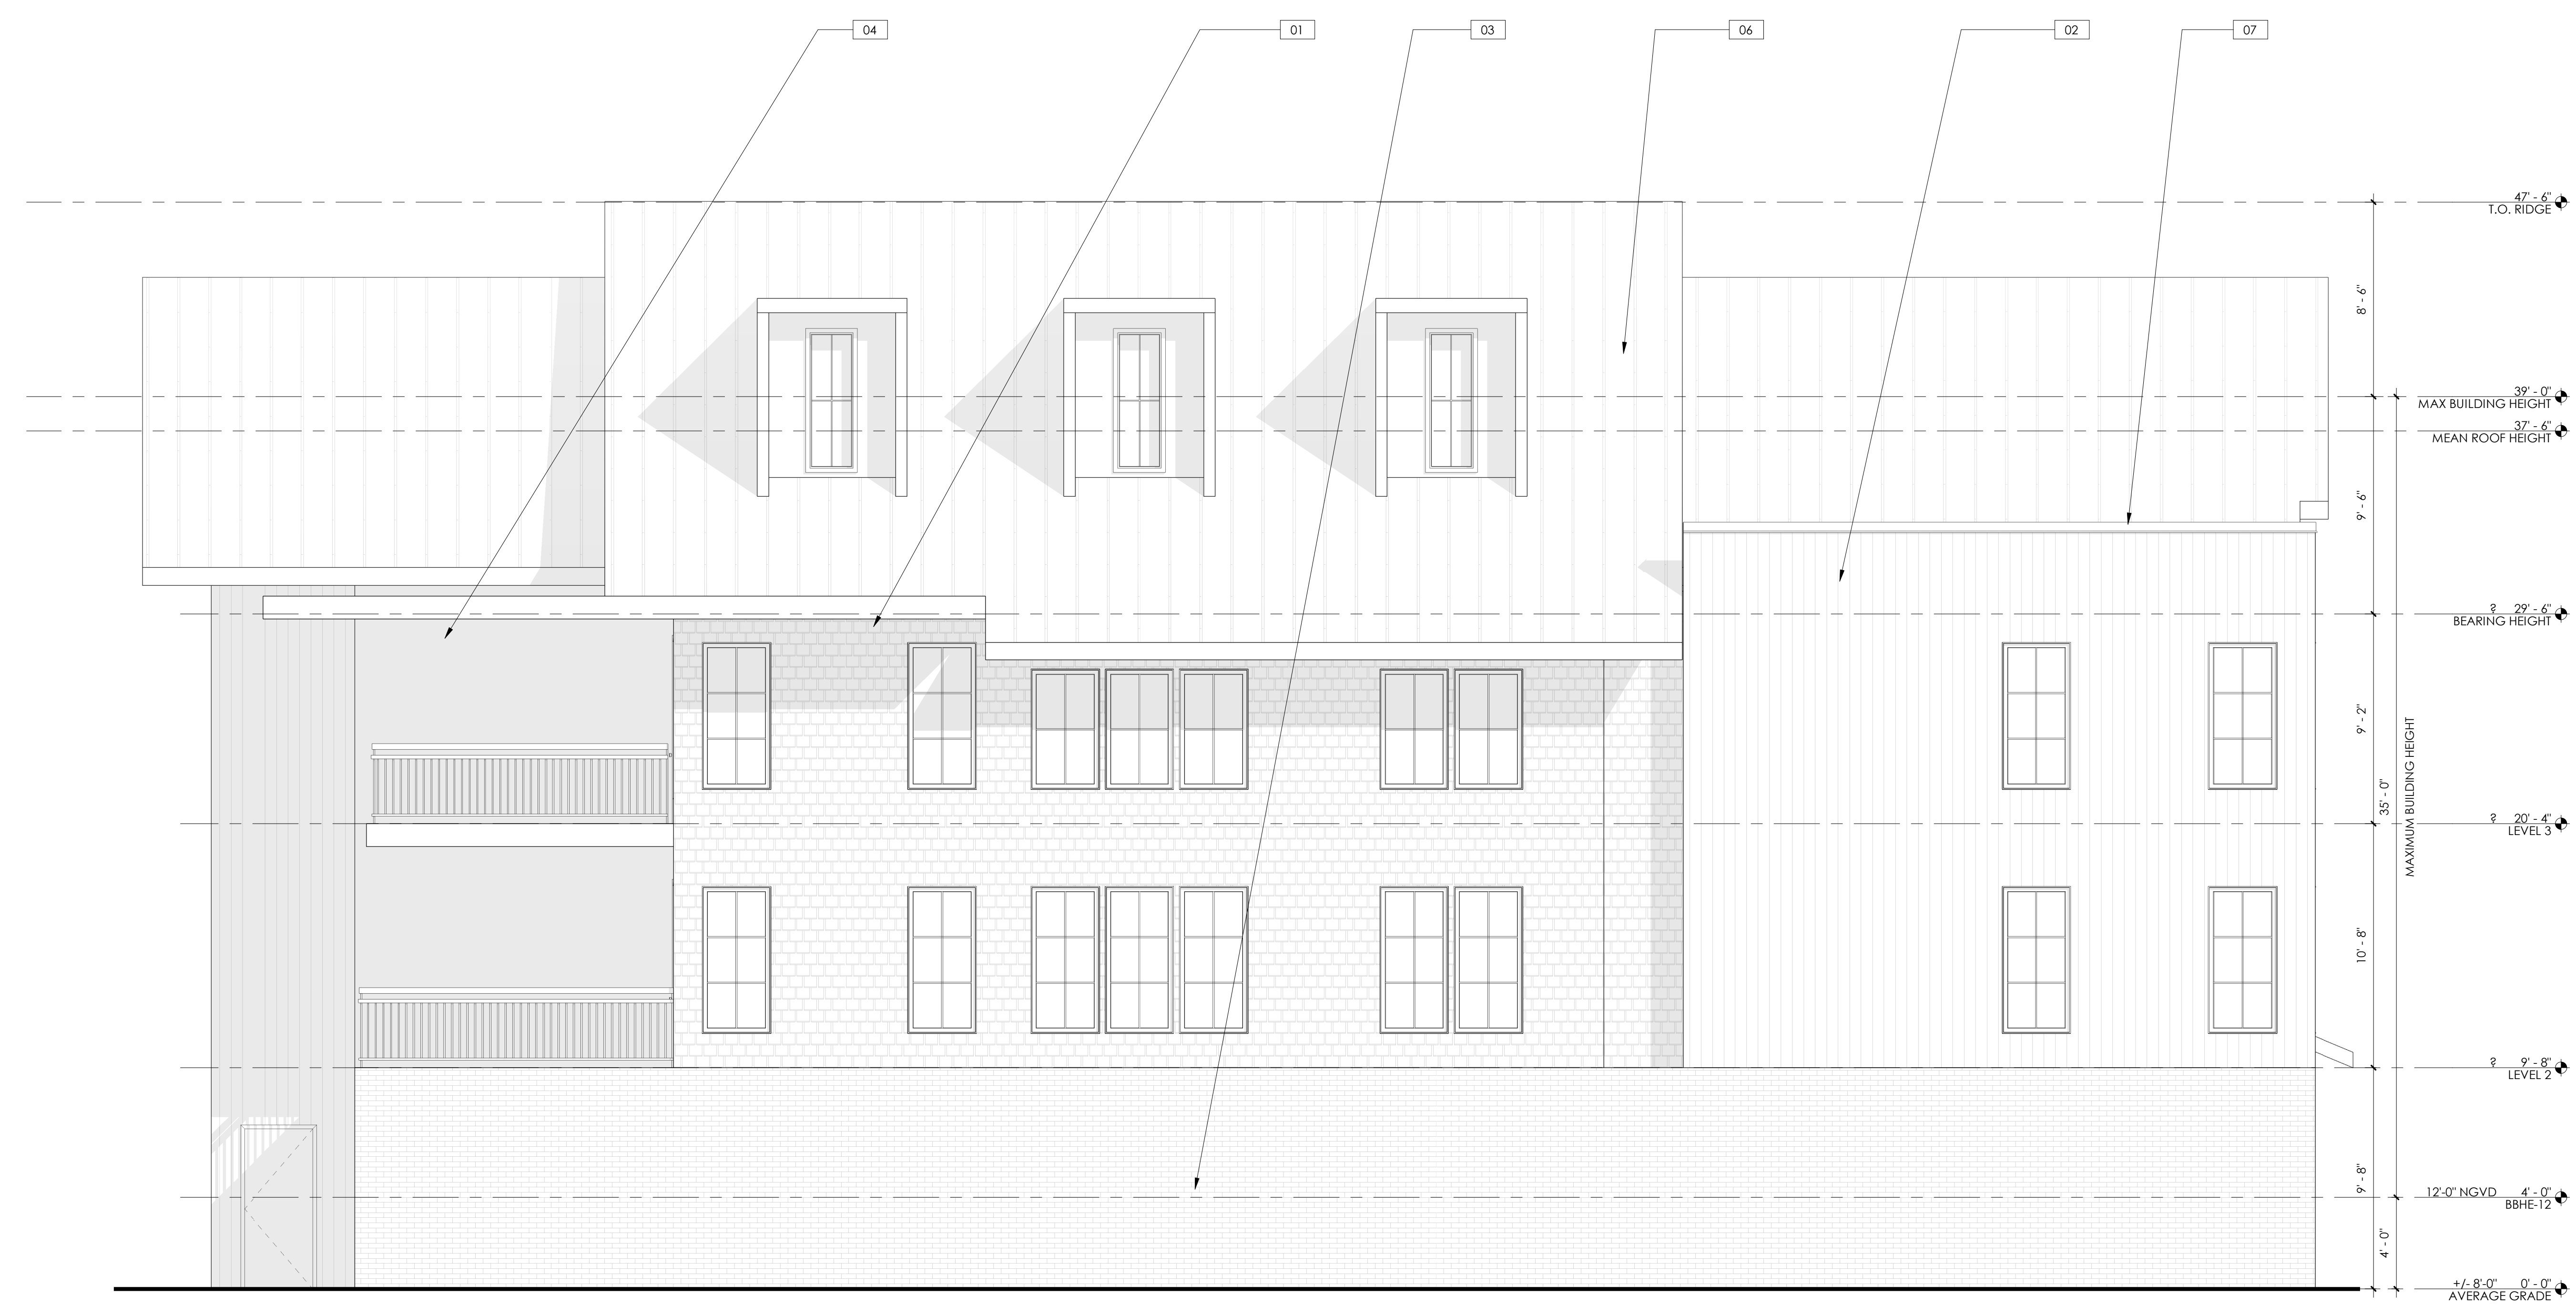 04
01
03
06
02
07
47' - 6"
T.O. RIDGE
8' - 6"
39' - 0"
MAX BUILDING HEIGHT
37' - 6"
MEAN ROOF HEIGHT
9' - 6"
? 29' - 6"
BEARING HEIGHT
9' - 2"
35' - 0"
MAXIMUM BUILDING HEIGHT
? 20' - 4"
LEVEL 3
10' - 8"
? 9' - 8"
LEVEL 2
9' - 8"
12'-0" NGVD 4' - 0"
BBHE-12
4' - 0"
+/- 8'-0" 0' - 0"
AVERAGE GRADE